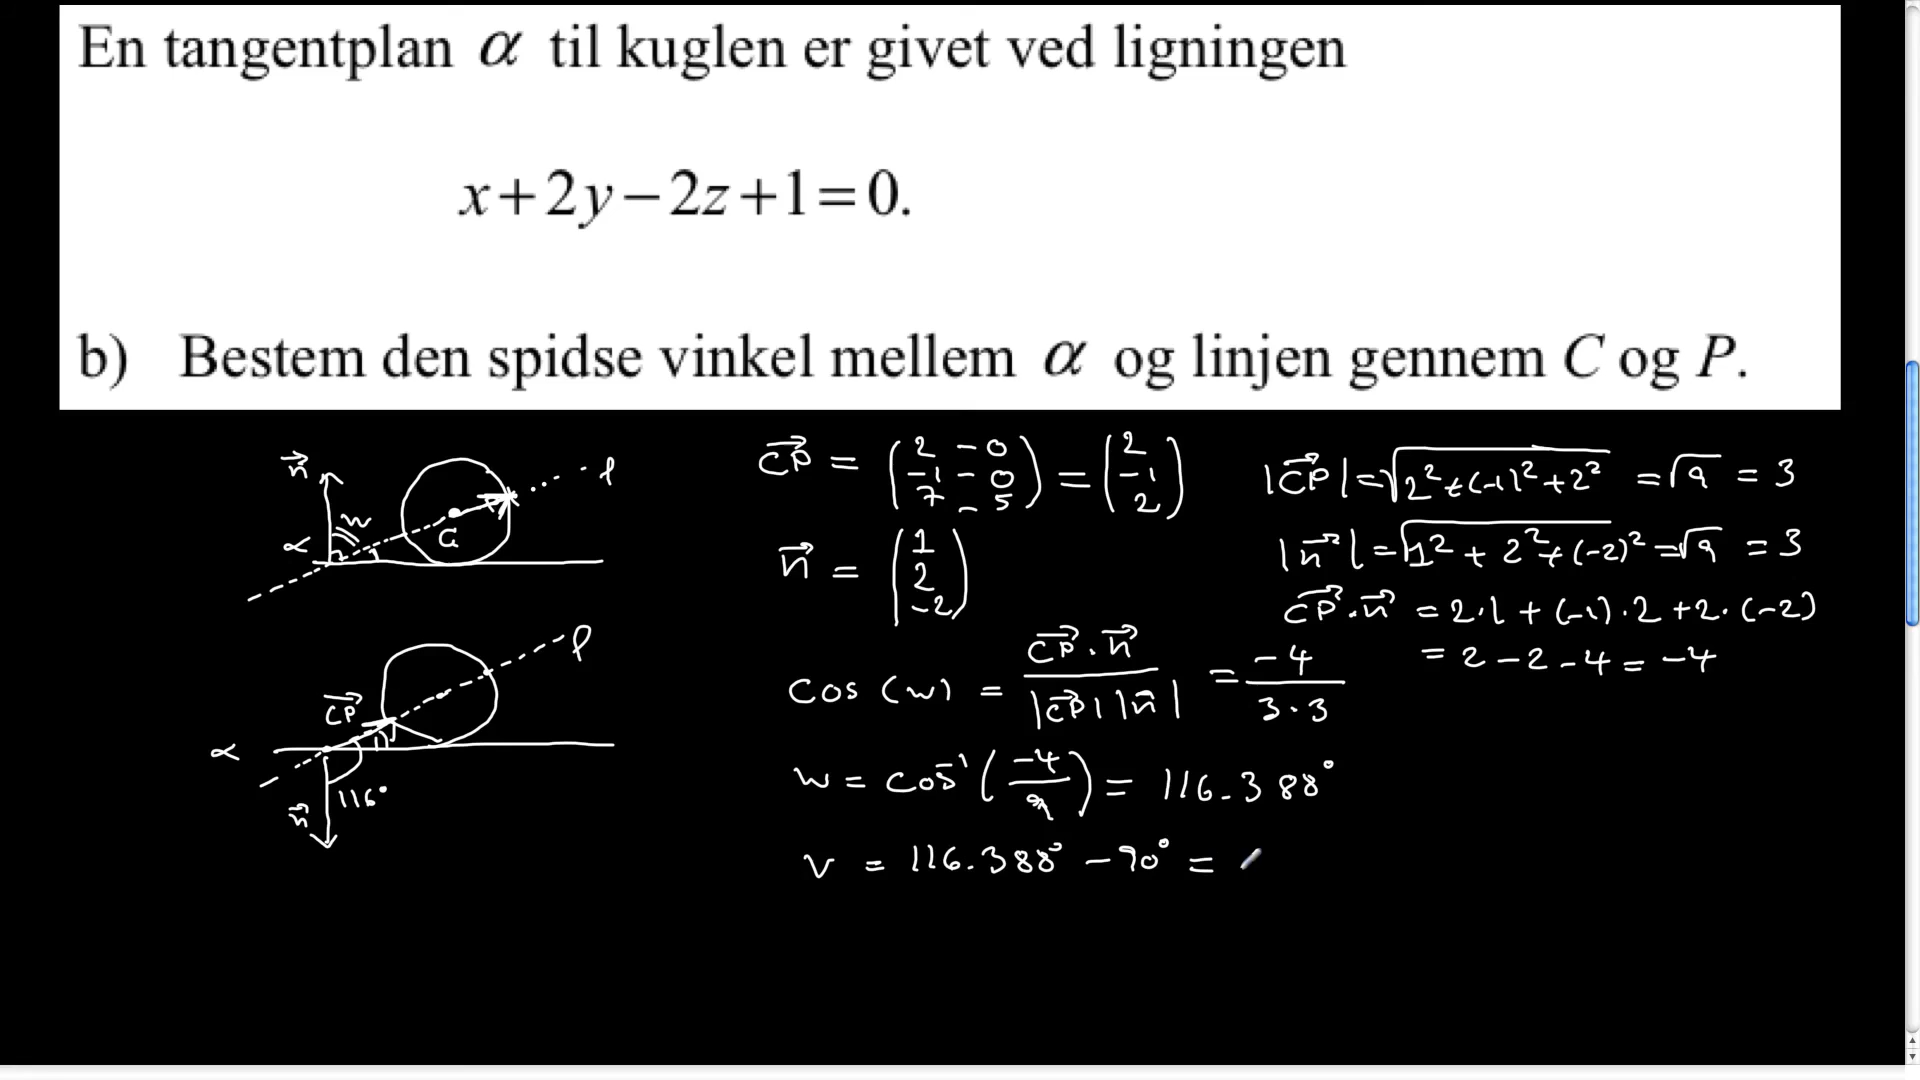 En tangentplan α til kuglen er givet ved ligningen
x+2y−2z+1=0.
b) Bestem den spidse vinkel mellem α og linjen gennem C og P.
n⃗
l
w
α
C
CP⃗ = (2 − 0, −1 − 0, 7 − 5) = (2, −1, 2)
n⃗ = (1, 2, −2)
|CP⃗| = √(2² + (−1)² + 2²) = √9 = 3
|n⃗| = √(1² + 2² + (−2)²) = √9 = 3
CP⃗ · n⃗ = 2·1 + (−1)·2 + 2·(−2)
= 2 − 2 − 4 = −4
l
CP⃗
α
116°
n⃗
cos (w) = CP⃗ · n⃗ / |CP⃗| |n⃗| = −4 / 3·3
w = cos⁻¹ (−4/9) = 116.388°
v = 116.388° − 90° =